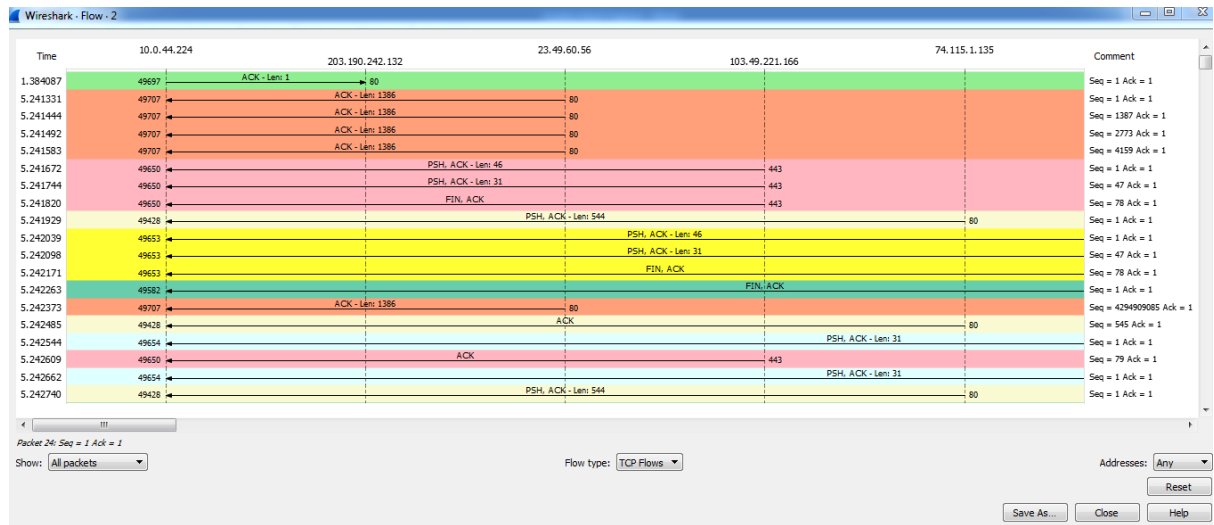 Wireshark · Flow · 2
10.0.44.224 23.49.60.56 74.115.1.135
Time 203.190.242.132 103.49.221.166 Comment
1.384087 49697 ACK - Len: 1 80 Seq = 1 Ack = 1
5.241331 49707 ACK - Len: 1386 80 Seq = 1 Ack = 1
5.241444 49707 ACK - Len: 1386 80 Seq = 1387 Ack = 1
5.241492 49707 ACK - Len: 1386 80 Seq = 2773 Ack = 1
5.241583 49707 ACK - Len: 1386 80 Seq = 4159 Ack = 1
5.241672 49650 PSH, ACK - Len: 46 443 Seq = 1 Ack = 1
5.241744 49650 PSH, ACK - Len: 31 443 Seq = 47 Ack = 1
5.241820 49650 FIN, ACK 443 Seq = 78 Ack = 1
5.241929 49428 PSH, ACK - Len: 544 80 Seq = 1 Ack = 1
5.242039 49653 PSH, ACK - Len: 46 Seq = 1 Ack = 1
5.242098 49653 PSH, ACK - Len: 31 Seq = 47 Ack = 1
5.242171 49653 FIN, ACK Seq = 78 Ack = 1
5.242263 49582 FIN, ACK Seq = 1 Ack = 1
5.242373 49707 ACK - Len: 1386 80 Seq = 4294909085 Ack = 1
5.242485 49428 ACK 80 Seq = 545 Ack = 1
5.242544 49654 PSH, ACK - Len: 31 Seq = 1 Ack = 1
5.242609 49650 ACK 443 Seq = 79 Ack = 1
5.242662 49654 PSH, ACK - Len: 31 Seq = 1 Ack = 1
5.242740 49428 PSH, ACK - Len: 544 80 Seq = 1 Ack = 1
Packet 24: Seq = 1 Ack = 1
Show: All packets Flow type: TCP Flows Addresses: Any
Reset
Save As... Close Help